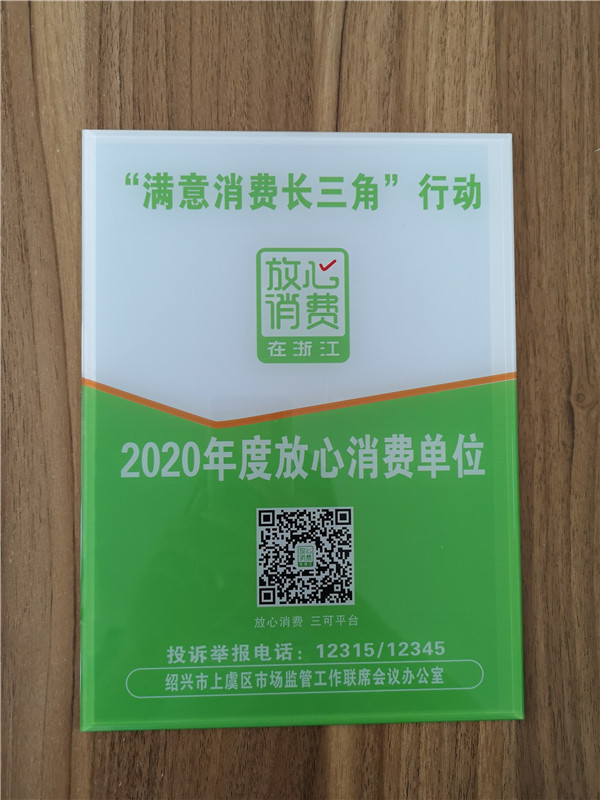 “满意消费长三角”行动
放心
消费
在浙江
2020年度放心消费单位
放心消费 三可平台
投诉举报电话：12315/12345
绍兴市上虞区市场监管工作联席会议办公室